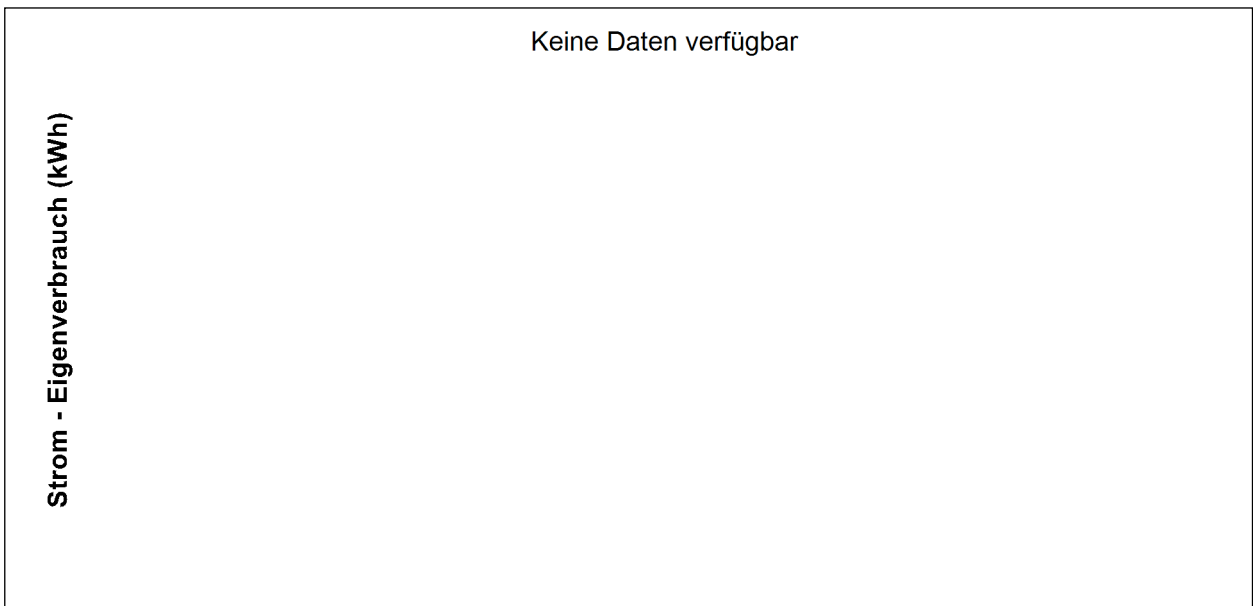 Keine Daten verfügbar
Strom - Eigenverbrauch (kWh)